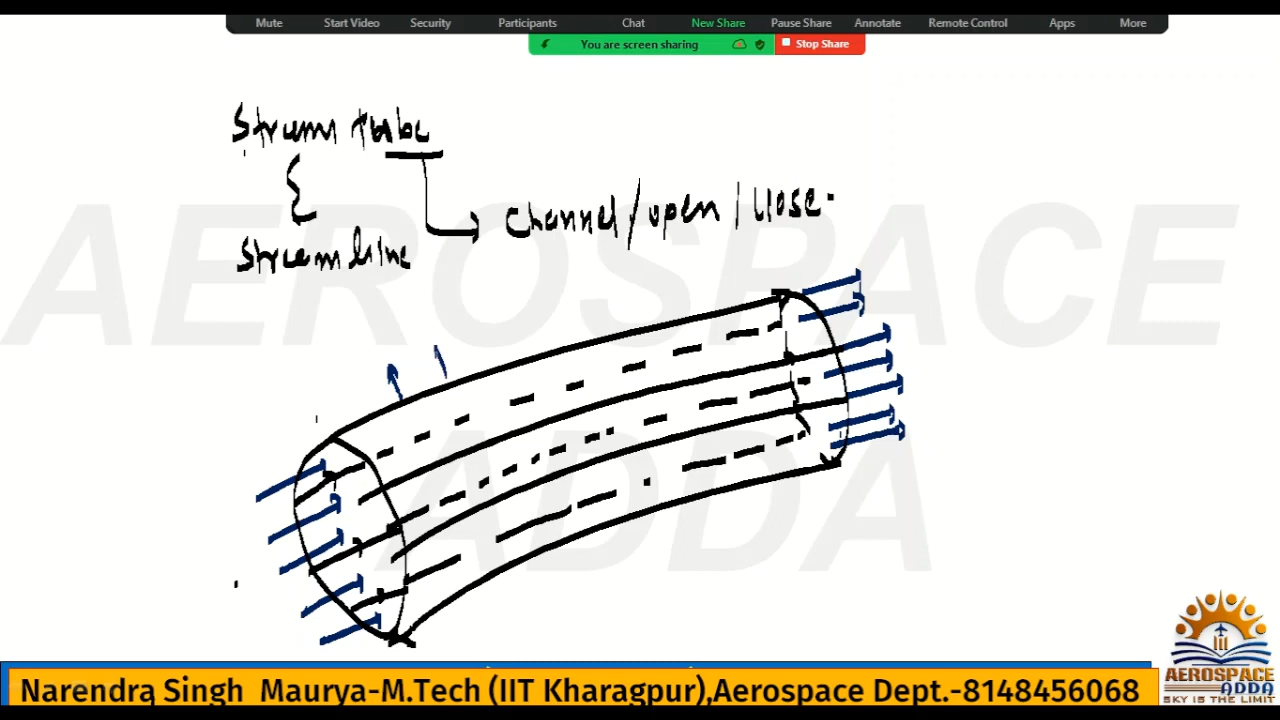 Mute Start Video Security Participants Chat New Share Pause Share Annotate Remote Control Apps More
You are screen sharing Stop Share
Stream tube
Channel/open/close.
Streamline
AEROSPACE
ADDA
AEROSPACE
ADDA
SKY IS THE LIMIT
Narendra Singh Maurya-M.Tech (IIT Kharagpur),Aerospace Dept.-8148456068